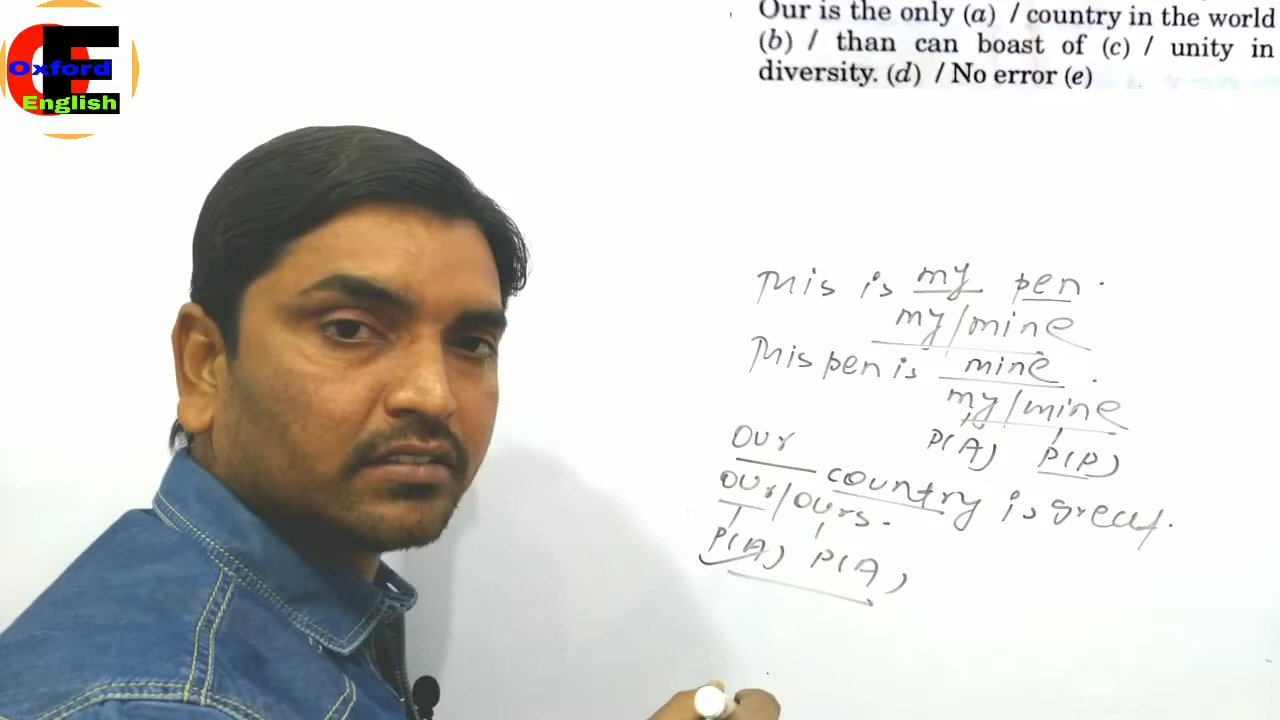 Oxford
English
Our is the only (a) / country in the world
(b) / than can boast of (c) / unity in
diversity. (d) / No error (e)
This is my pen.
my/mine
This pen is mine.
my/mine
P(A) P(P)
Our country is great.
our/ours.
P(A) P(A)